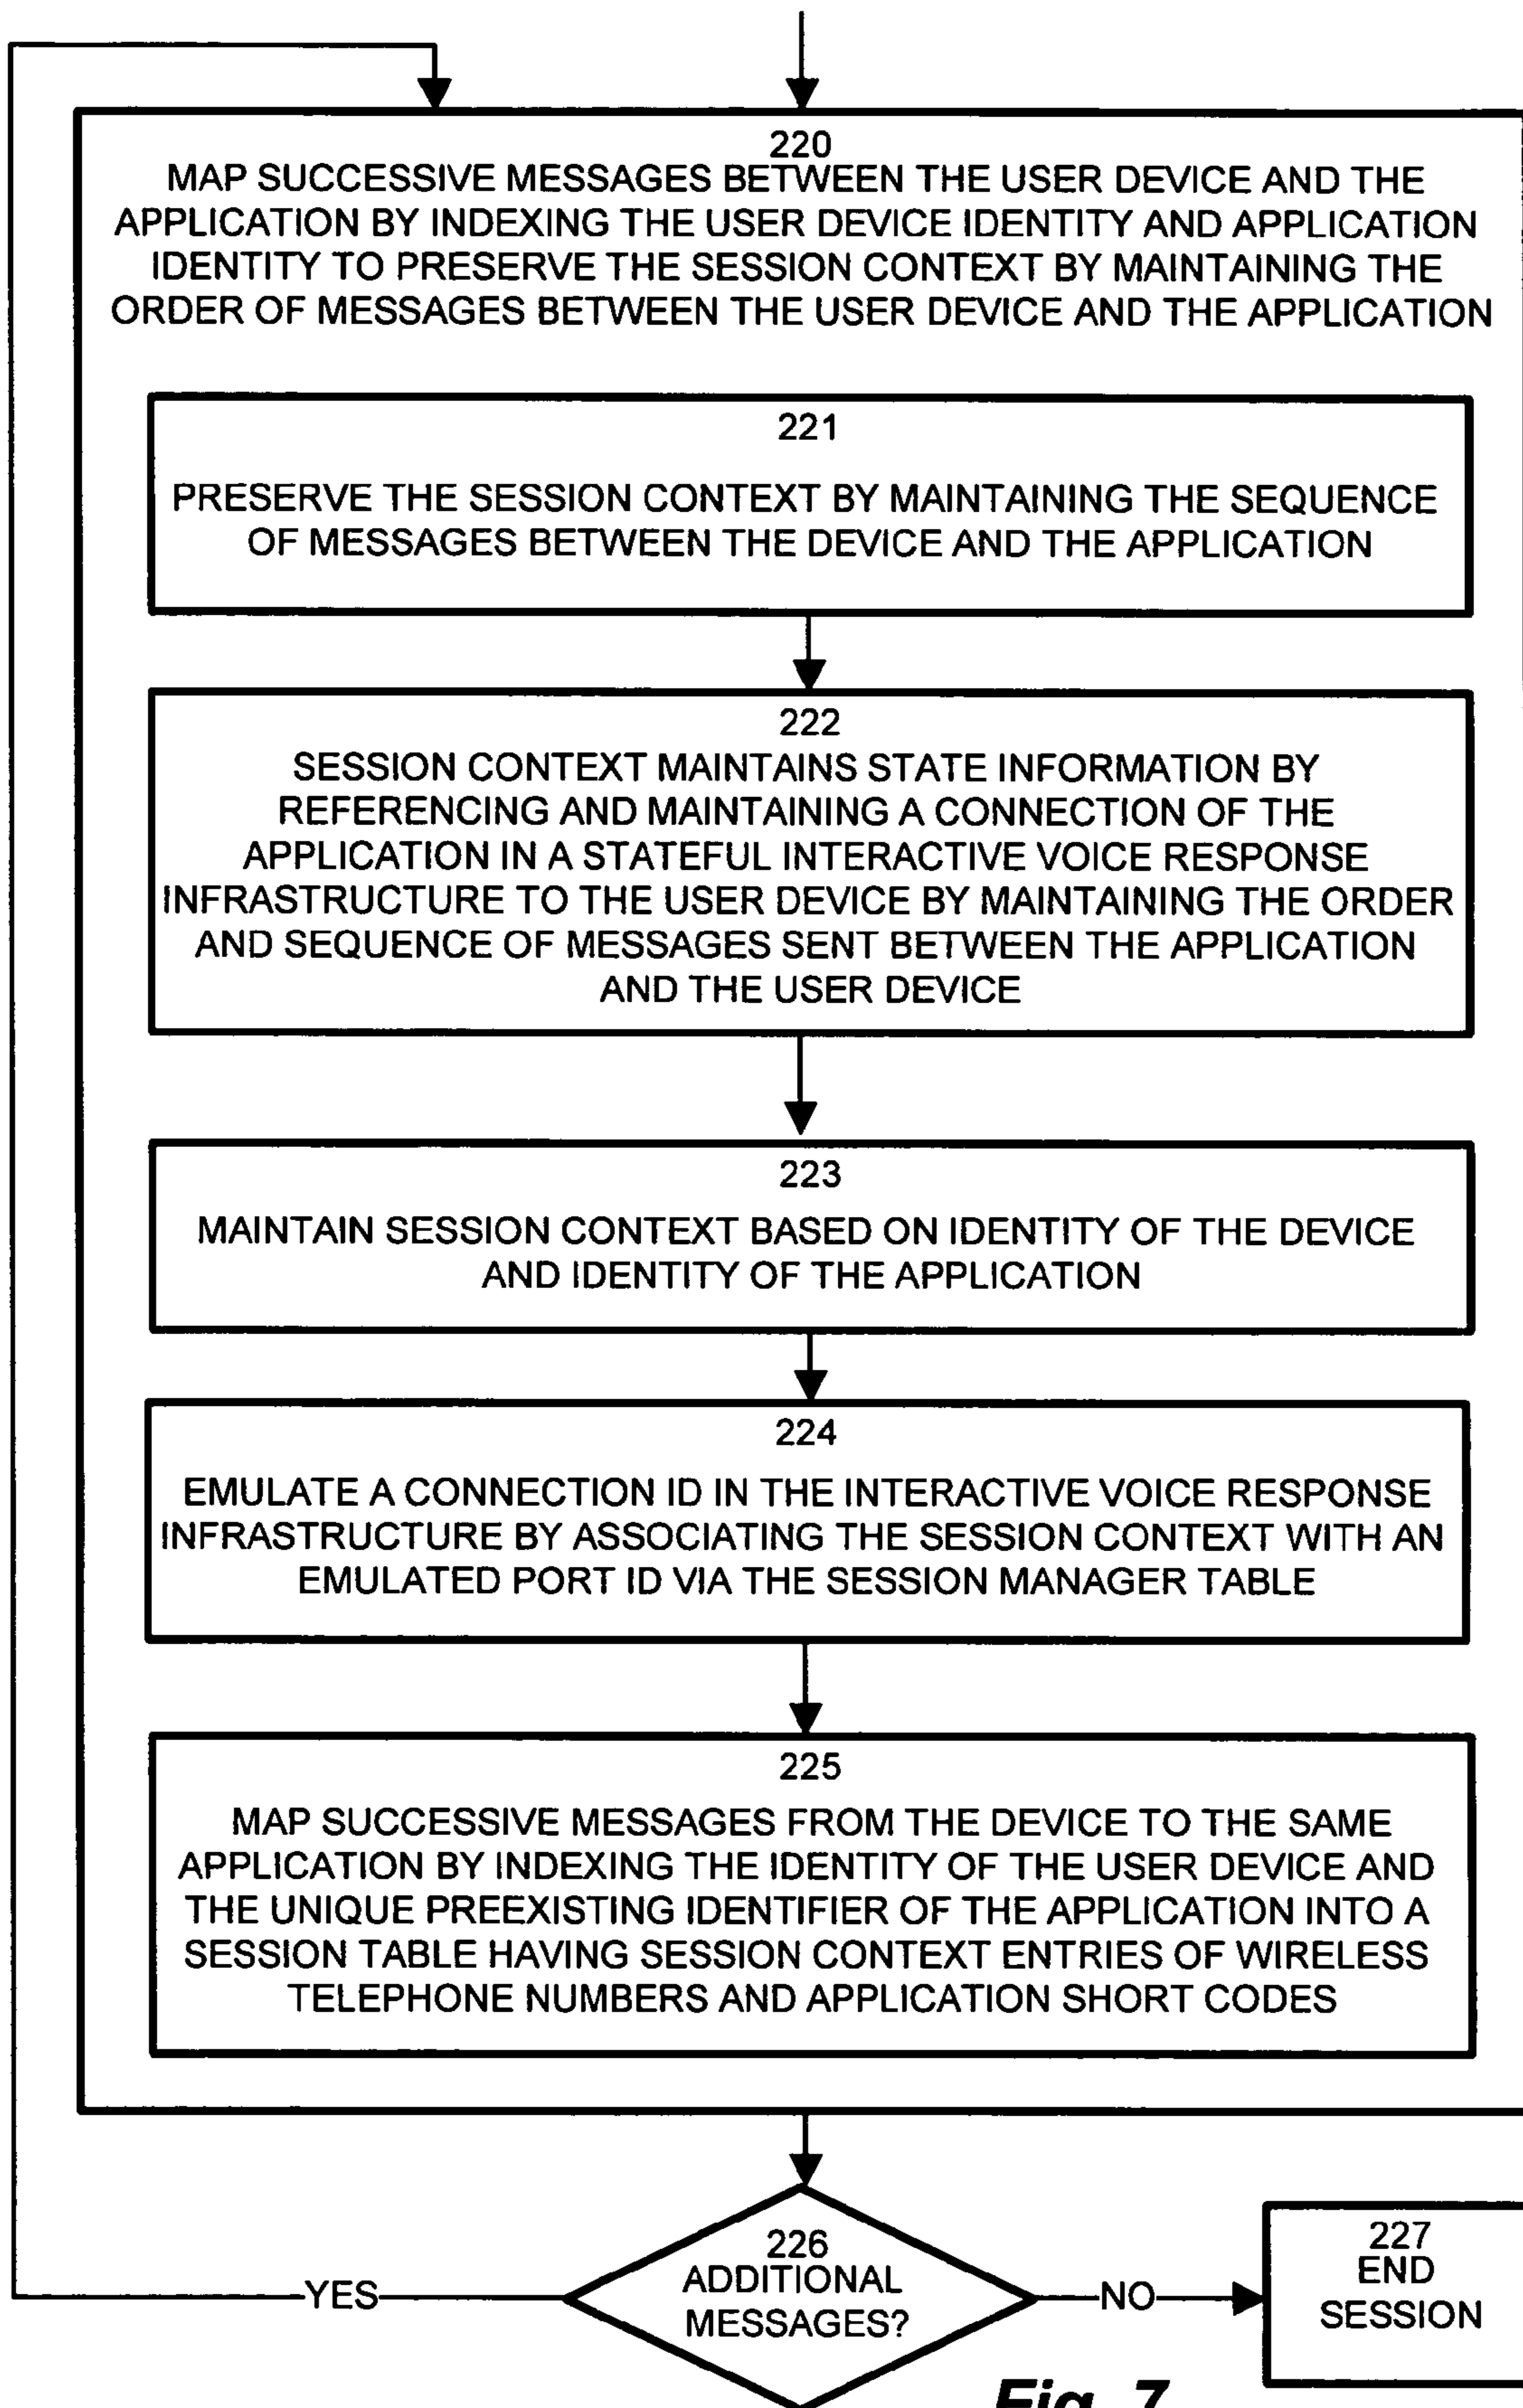 220
MAP SUCCESSIVE MESSAGES BETWEEN THE USER DEVICE AND THE
APPLICATION BY INDEXING THE USER DEVICE IDENTITY AND APPLICATION
IDENTITY TO PRESERVE THE SESSION CONTEXT BY MAINTAINING THE
ORDER OF MESSAGES BETWEEN THE USER DEVICE AND THE APPLICATION
221
PRESERVE THE SESSION CONTEXT BY MAINTAINING THE SEQUENCE
OF MESSAGES BETWEEN THE DEVICE AND THE APPLICATION
222
SESSION CONTEXT MAINTAINS STATE INFORMATION BY
REFERENCING AND MAINTAINING A CONNECTION OF THE
APPLICATION IN A STATEFUL INTERACTIVE VOICE RESPONSE
INFRASTRUCTURE TO THE USER DEVICE BY MAINTAINING THE ORDER
AND SEQUENCE OF MESSAGES SENT BETWEEN THE APPLICATION
AND THE USER DEVICE
223
MAINTAIN SESSION CONTEXT BASED ON IDENTITY OF THE DEVICE
AND IDENTITY OF THE APPLICATION
224
EMULATE A CONNECTION ID IN THE INTERACTIVE VOICE RESPONSE
INFRASTRUCTURE BY ASSOCIATING THE SESSION CONTEXT WITH AN
EMULATED PORT ID VIA THE SESSION MANAGER TABLE
225
MAP SUCCESSIVE MESSAGES FROM THE DEVICE TO THE SAME
APPLICATION BY INDEXING THE IDENTITY OF THE USER DEVICE AND
THE UNIQUE PREEXISTING IDENTIFIER OF THE APPLICATION INTO A
SESSION TABLE HAVING SESSION CONTEXT ENTRIES OF WIRELESS
TELEPHONE NUMBERS AND APPLICATION SHORT CODES
226
ADDITIONAL
MESSAGES?
YES
NO
227
END
SESSION
Fig. 7